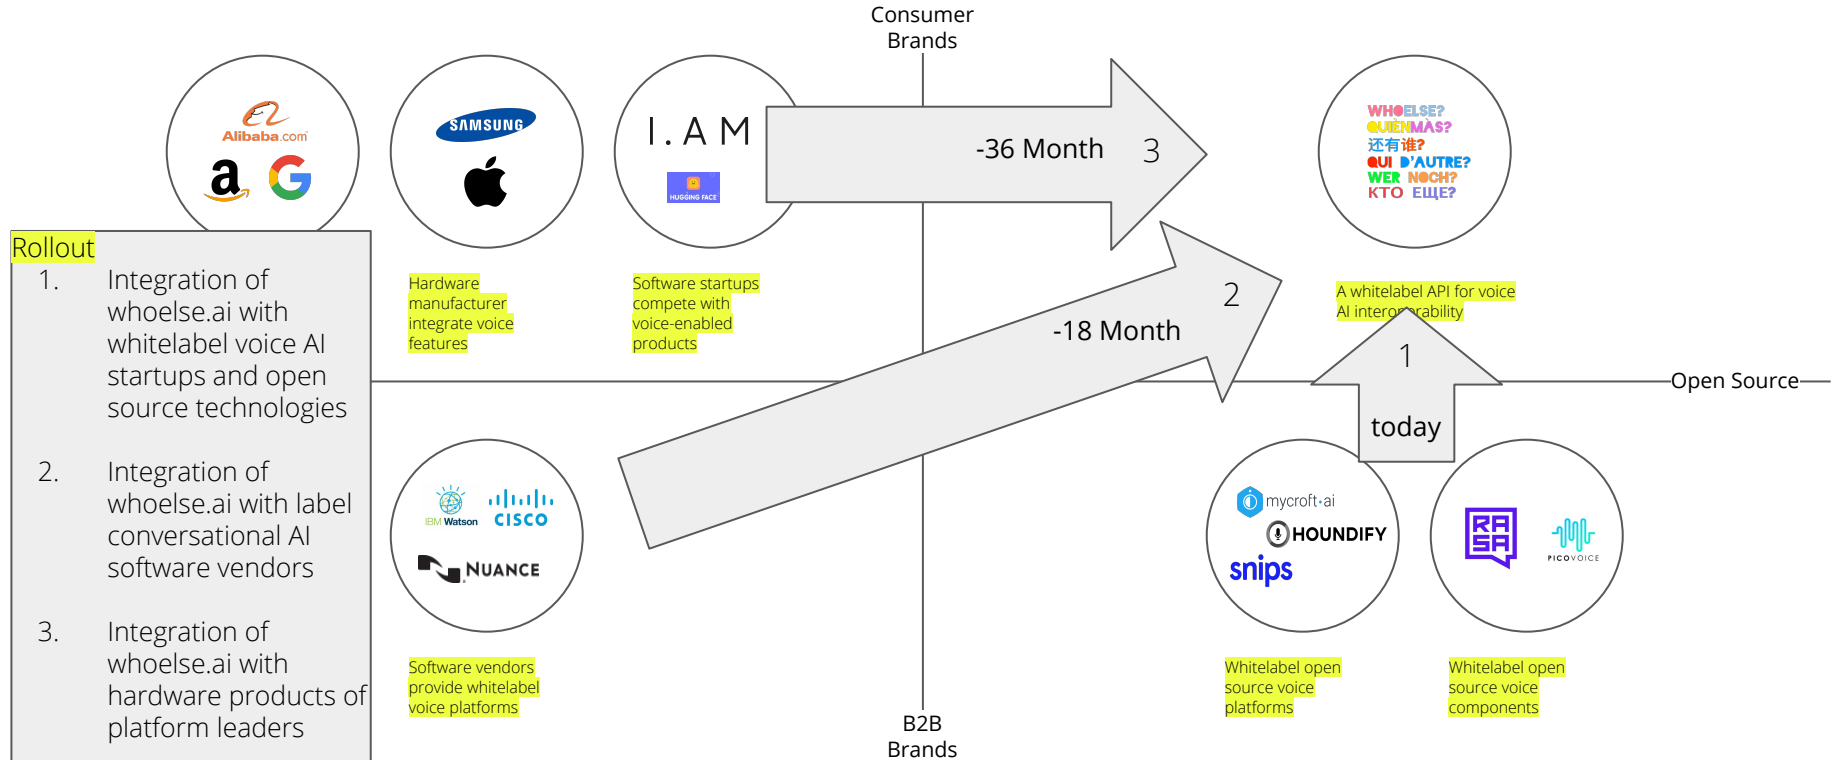 Consumer
Brands
Alibaba.com
a
G
SAMSUNG
I.AM
HUGGING FACE
-36 Month
3
WHOELSE?
QUIÉNMÁS?
还有谁?
QUI D'AUTRE?
WER NOCH?
КТО ЕЩЕ?
Rollout
1. Integration of
whoelse.ai with
whitelabel voice AI
startups and open
source technologies
2. Integration of
whoelse.ai with label
conversational AI
software vendors
3. Integration of
whoelse.ai with
hardware products of
platform leaders
Hardware
manufacturer
integrate voice
features
Software startups
compete with
voice-enabled
products
2
-18 Month
A whitelabel API for voice
AI interoperability
1
today
Open Source
IBM Watson
CISCO
NUANCE
mycroft·ai
HOUNDIFY
snips
RASA
PICOVOICE
Software vendors
provide whitelabel
voice platforms
Whitelabel open
source voice
platforms
Whitelabel open
source voice
components
B2B
Brands